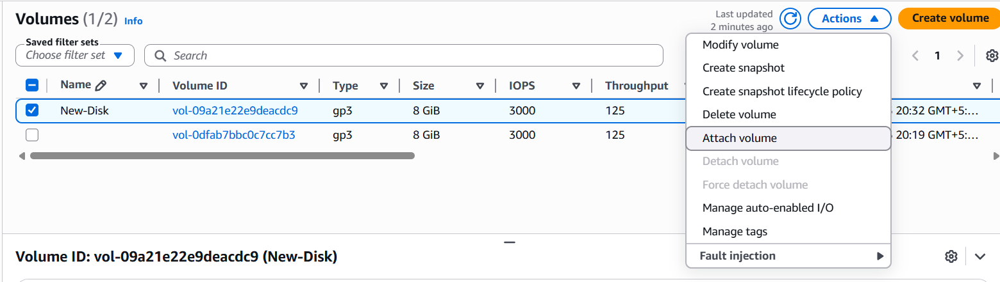 Volumes (1/2) Info
Last updated
2 minutes ago
Actions
Create volume
Saved filter sets
Choose filter set
Search
1
Name Volume ID Type Size IOPS Throughput
New-Disk vol-09a21e22e9deacdc9 gp3 8 GiB 3000 125 20:32 GMT+5:...
vol-0dfab7bbc0c7cc7b3 gp3 8 GiB 3000 125 20:19 GMT+5:...
Modify volume
Create snapshot
Create snapshot lifecycle policy
Delete volume
Attach volume
Detach volume
Force detach volume
Manage auto-enabled I/O
Manage tags
Fault injection
Volume ID: vol-09a21e22e9deacdc9 (New-Disk)